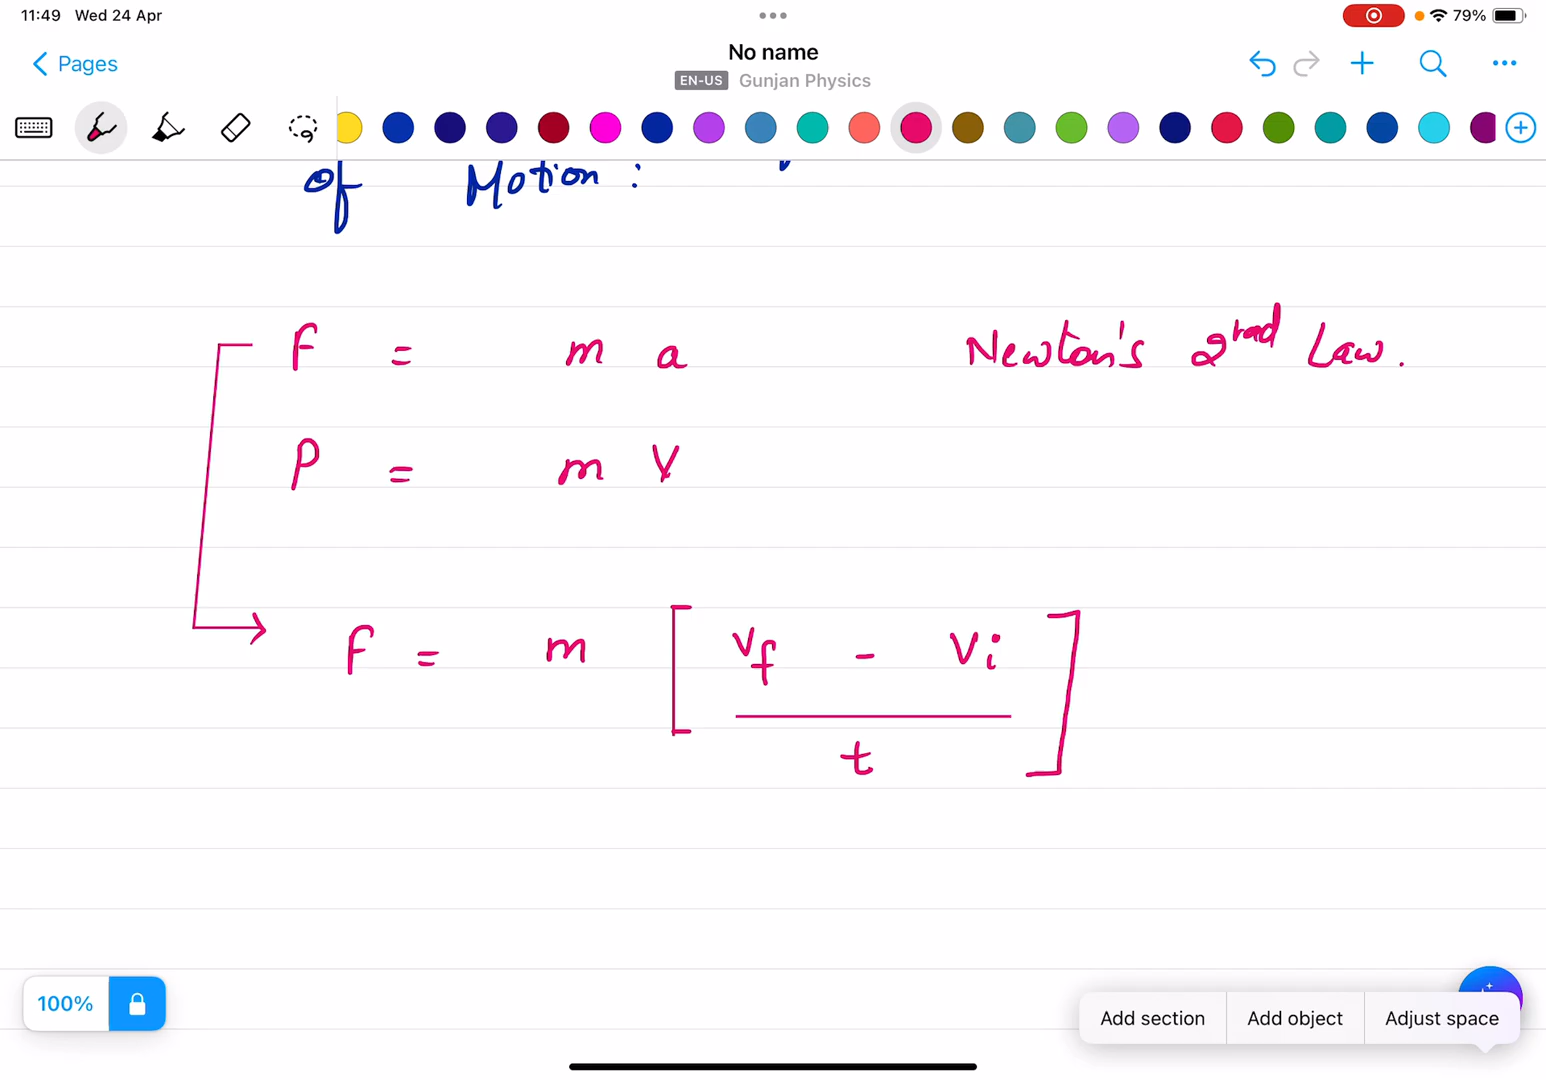 11:49 Wed 24 Apr
79%
Pages
No name
EN-US Gunjan Physics
of Motion :
F = m a Newton's 2nd Law.
P = m V
F = m [ vf - vi ]
t
100%
Add section Add object Adjust space